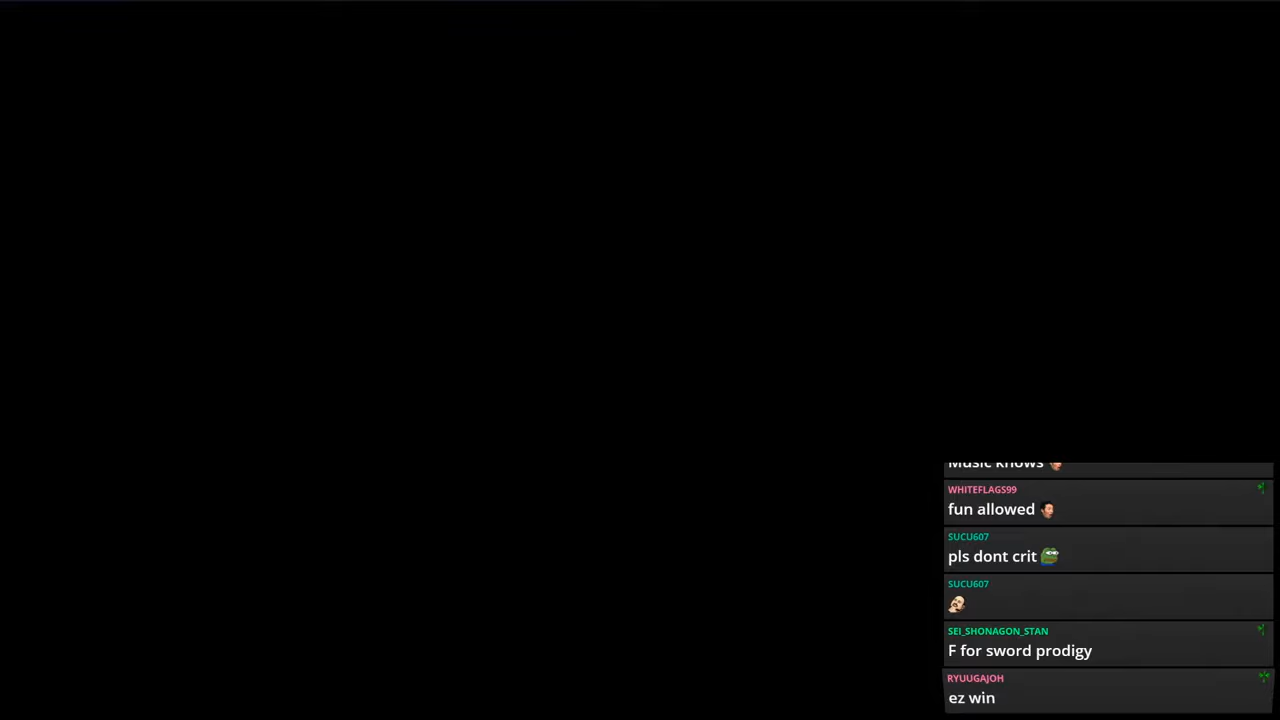 Music knows
WHITEFLAGS99
fun allowed
SUCU607
pls dont crit
SUCU607
SEI_SHONAGON_STAN
F for sword prodigy
RYUUGAJOH
ez win